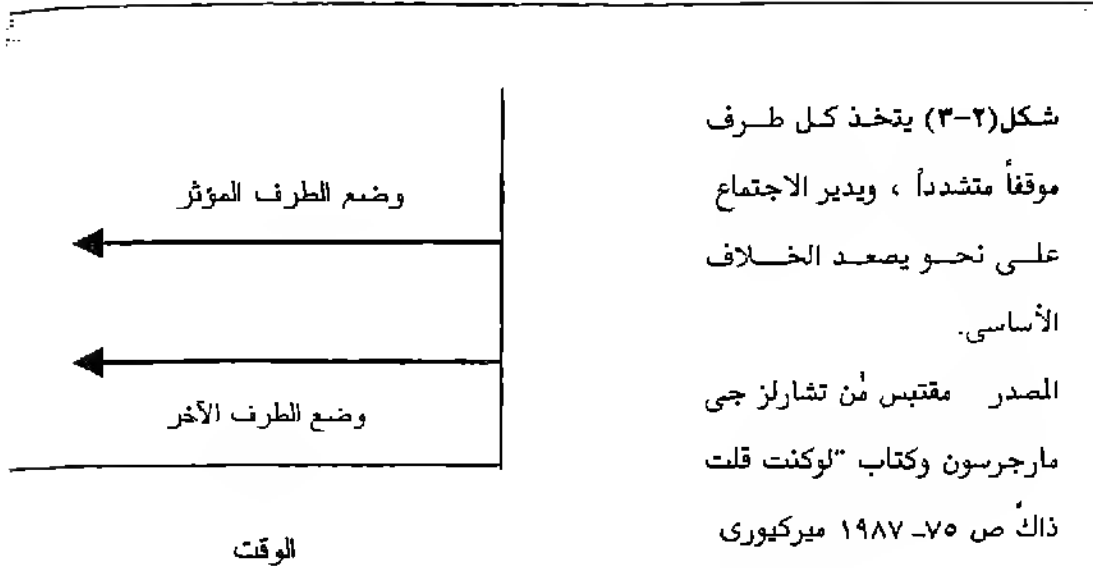 شكل(٢-٣) يتخذ كل طرف
موقفاً متشدداً ، ويدير الاجتماع
على نحو يصعد الخلاف
الأساسى.
المصدر مقتبس من تشارلز جى
مارجرسون وكتاب "لوكنت قلت
ذاك ص ٧٥ـ ١٩٨٧ ميركيورى
وضع الطرف المؤثر
وضع الطرف الآخر
الوقت